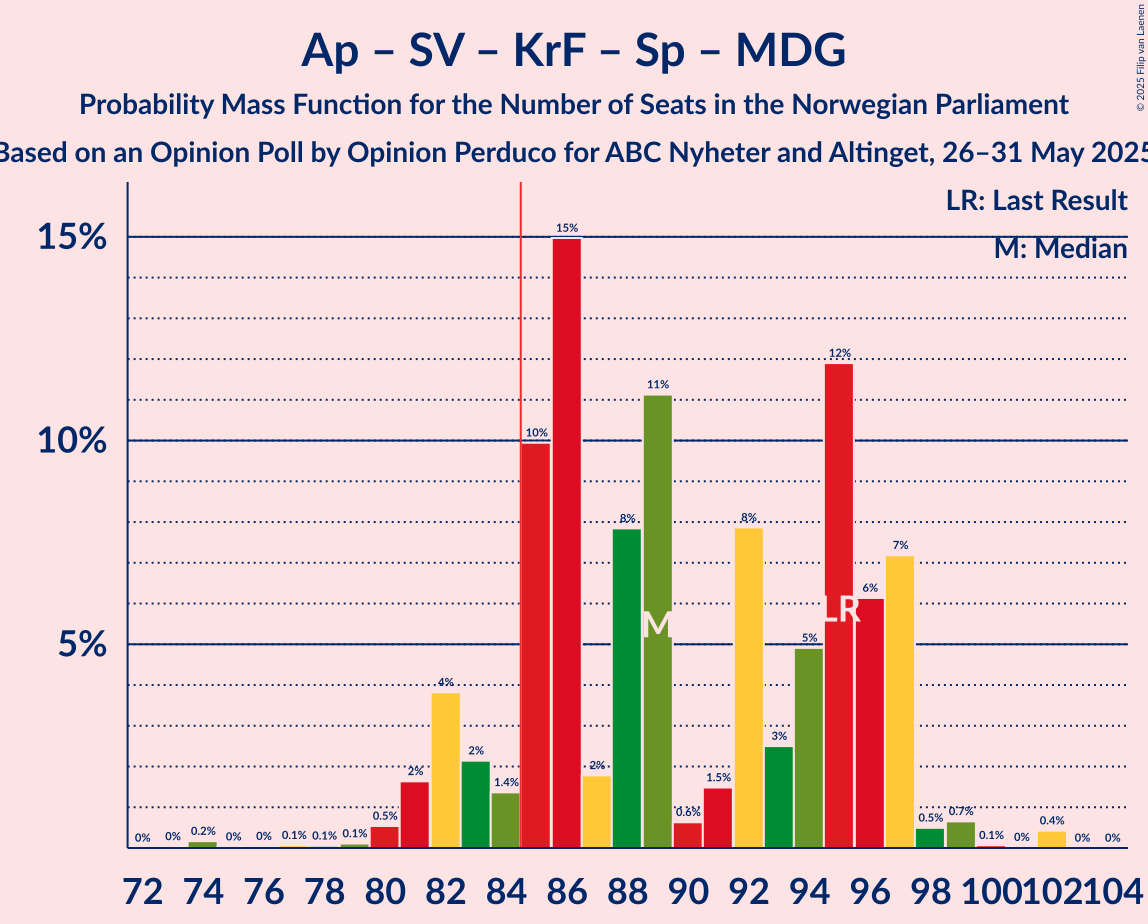 Ap – SV – KrF – Sp – MDG
Probability Mass Function for the Number of Seats in the Norwegian Parliament
Based on an Opinion Poll by Opinion Perduco for ABC Nyheter and Altinget, 26–31 May 2025
© 2025 Filip van Laenen
LR: Last Result
M: Median
15%
10%
5%
0% 0% 0.2% 0% 0% 0.1% 0.1% 0.1% 0.5% 2% 4% 2% 1.4% 10% 15% 2% 8% 11% 0.6% 1.5% 8% 3% 5% 12% 6% 7% 0.5% 0.7% 0.1% 0% 0.4% 0% 0%
M
LR
72 74 76 78 80 82 84 86 88 90 92 94 96 98 100 102 104